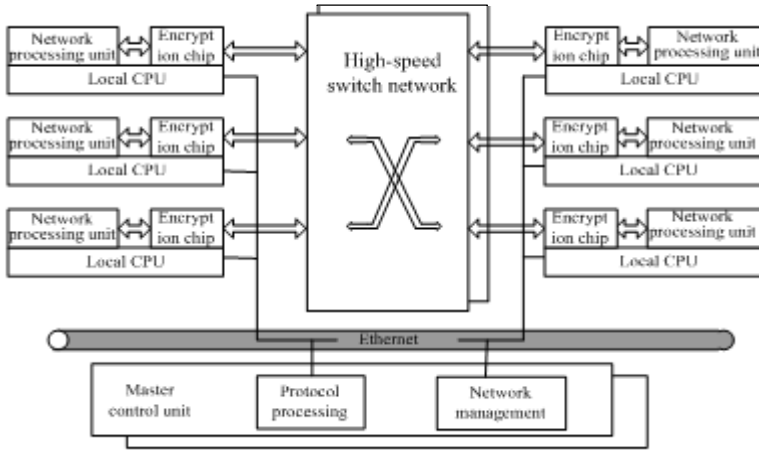 Network
processing unit
Encrypt
ion chip
Local CPU
Network
processing unit
Encrypt
ion chip
Local CPU
Network
processing unit
Encrypt
ion chip
Local CPU
High-speed
switch network
Encrypt
ion chip
Network
processing unit
Local CPU
Encrypt
ion chip
Network
processing unit
Local CPU
Encrypt
ion chip
Network
processing unit
Local CPU
Ethernet
Master
control unit
Protocol
processing
Network
management